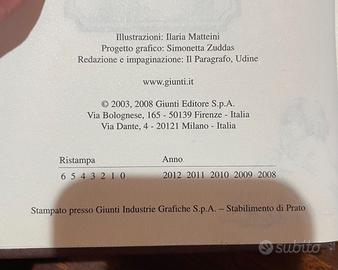 Illustrazioni: Ilaria Matteini
Progetto grafico: Simonetta Zuddas
Redazione e impaginazione: Il Paragrafo, Udine
www.giunti.it
© 2003, 2008 Giunti Editore S.p.A.
Via Bolognese, 165 - 50139 Firenze - Italia
Via Dante, 4 - 20121 Milano - Italia
Ristampa Anno
6 5 4 3 2 1 0 2012 2011 2010 2009 2008
Stampato presso Giunti Industrie Grafiche S.p.A. – Stabilimento di Prato
subito